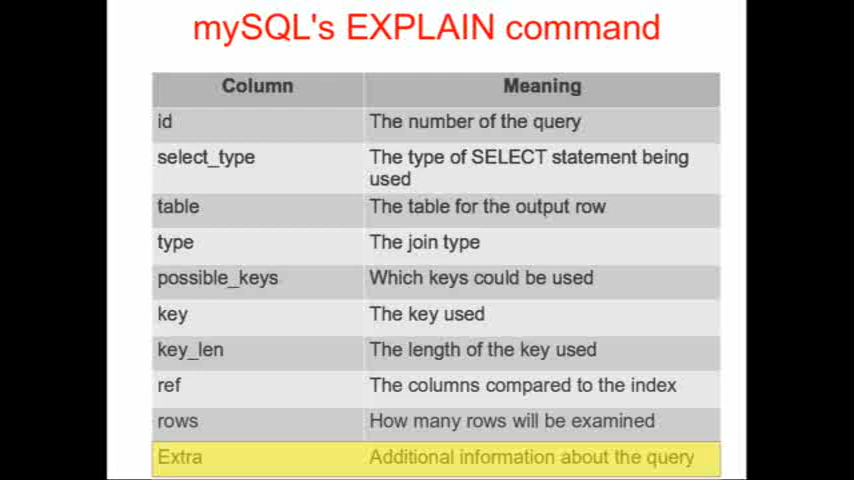 mySQL's EXPLAIN command
Column Meaning
id The number of the query
select_type The type of SELECT statement being
used
table The table for the output row
type The join type
possible_keys Which keys could be used
key The key used
key_len The length of the key used
ref The columns compared to the index
rows How many rows will be examined
Extra Additional information about the query